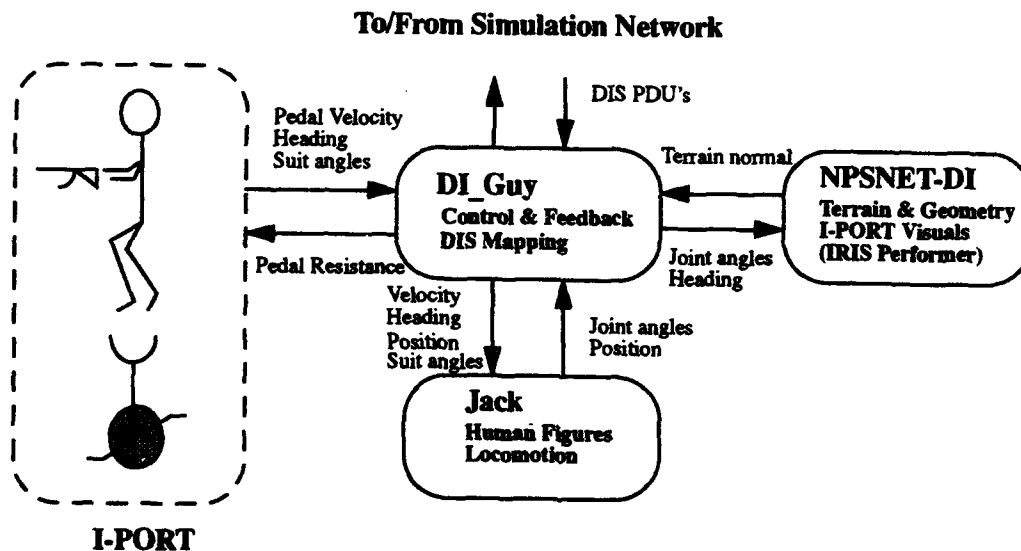 To/From Simulation Network
DIS PDU's
Pedal Velocity
Heading
Suit angles
Pedal Resistance
DI_Guy
Control & Feedback
DIS Mapping
Terrain normal
Joint angles
Heading
NPSNET-DI
Terrain & Geometry
I-PORT Visuals
(IRIS Performer)
Velocity
Heading
Position
Suit angles
Joint angles
Position
Jack
Human Figures
Locomotion
I-PORT